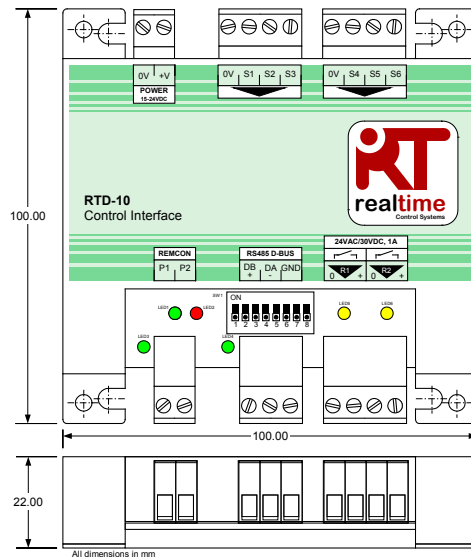 0V +V
POWER
15-24VDC
0V S1 S2 S3
0V S4 S5 S6
RT
realtime
Control Systems
RTD-10
Control Interface
100.00
24VAC/30VDC, 1A
REMCON
RS485 D-BUS
P1 P2
DB DA GND
+ -
R1 R2
0 + 0 +
SW1
ON
1 2 3 4 5 6 7 8
LED1
LED2
LED5
LED6
LED3
LED4
100.00
22.00
All dimensions in mm